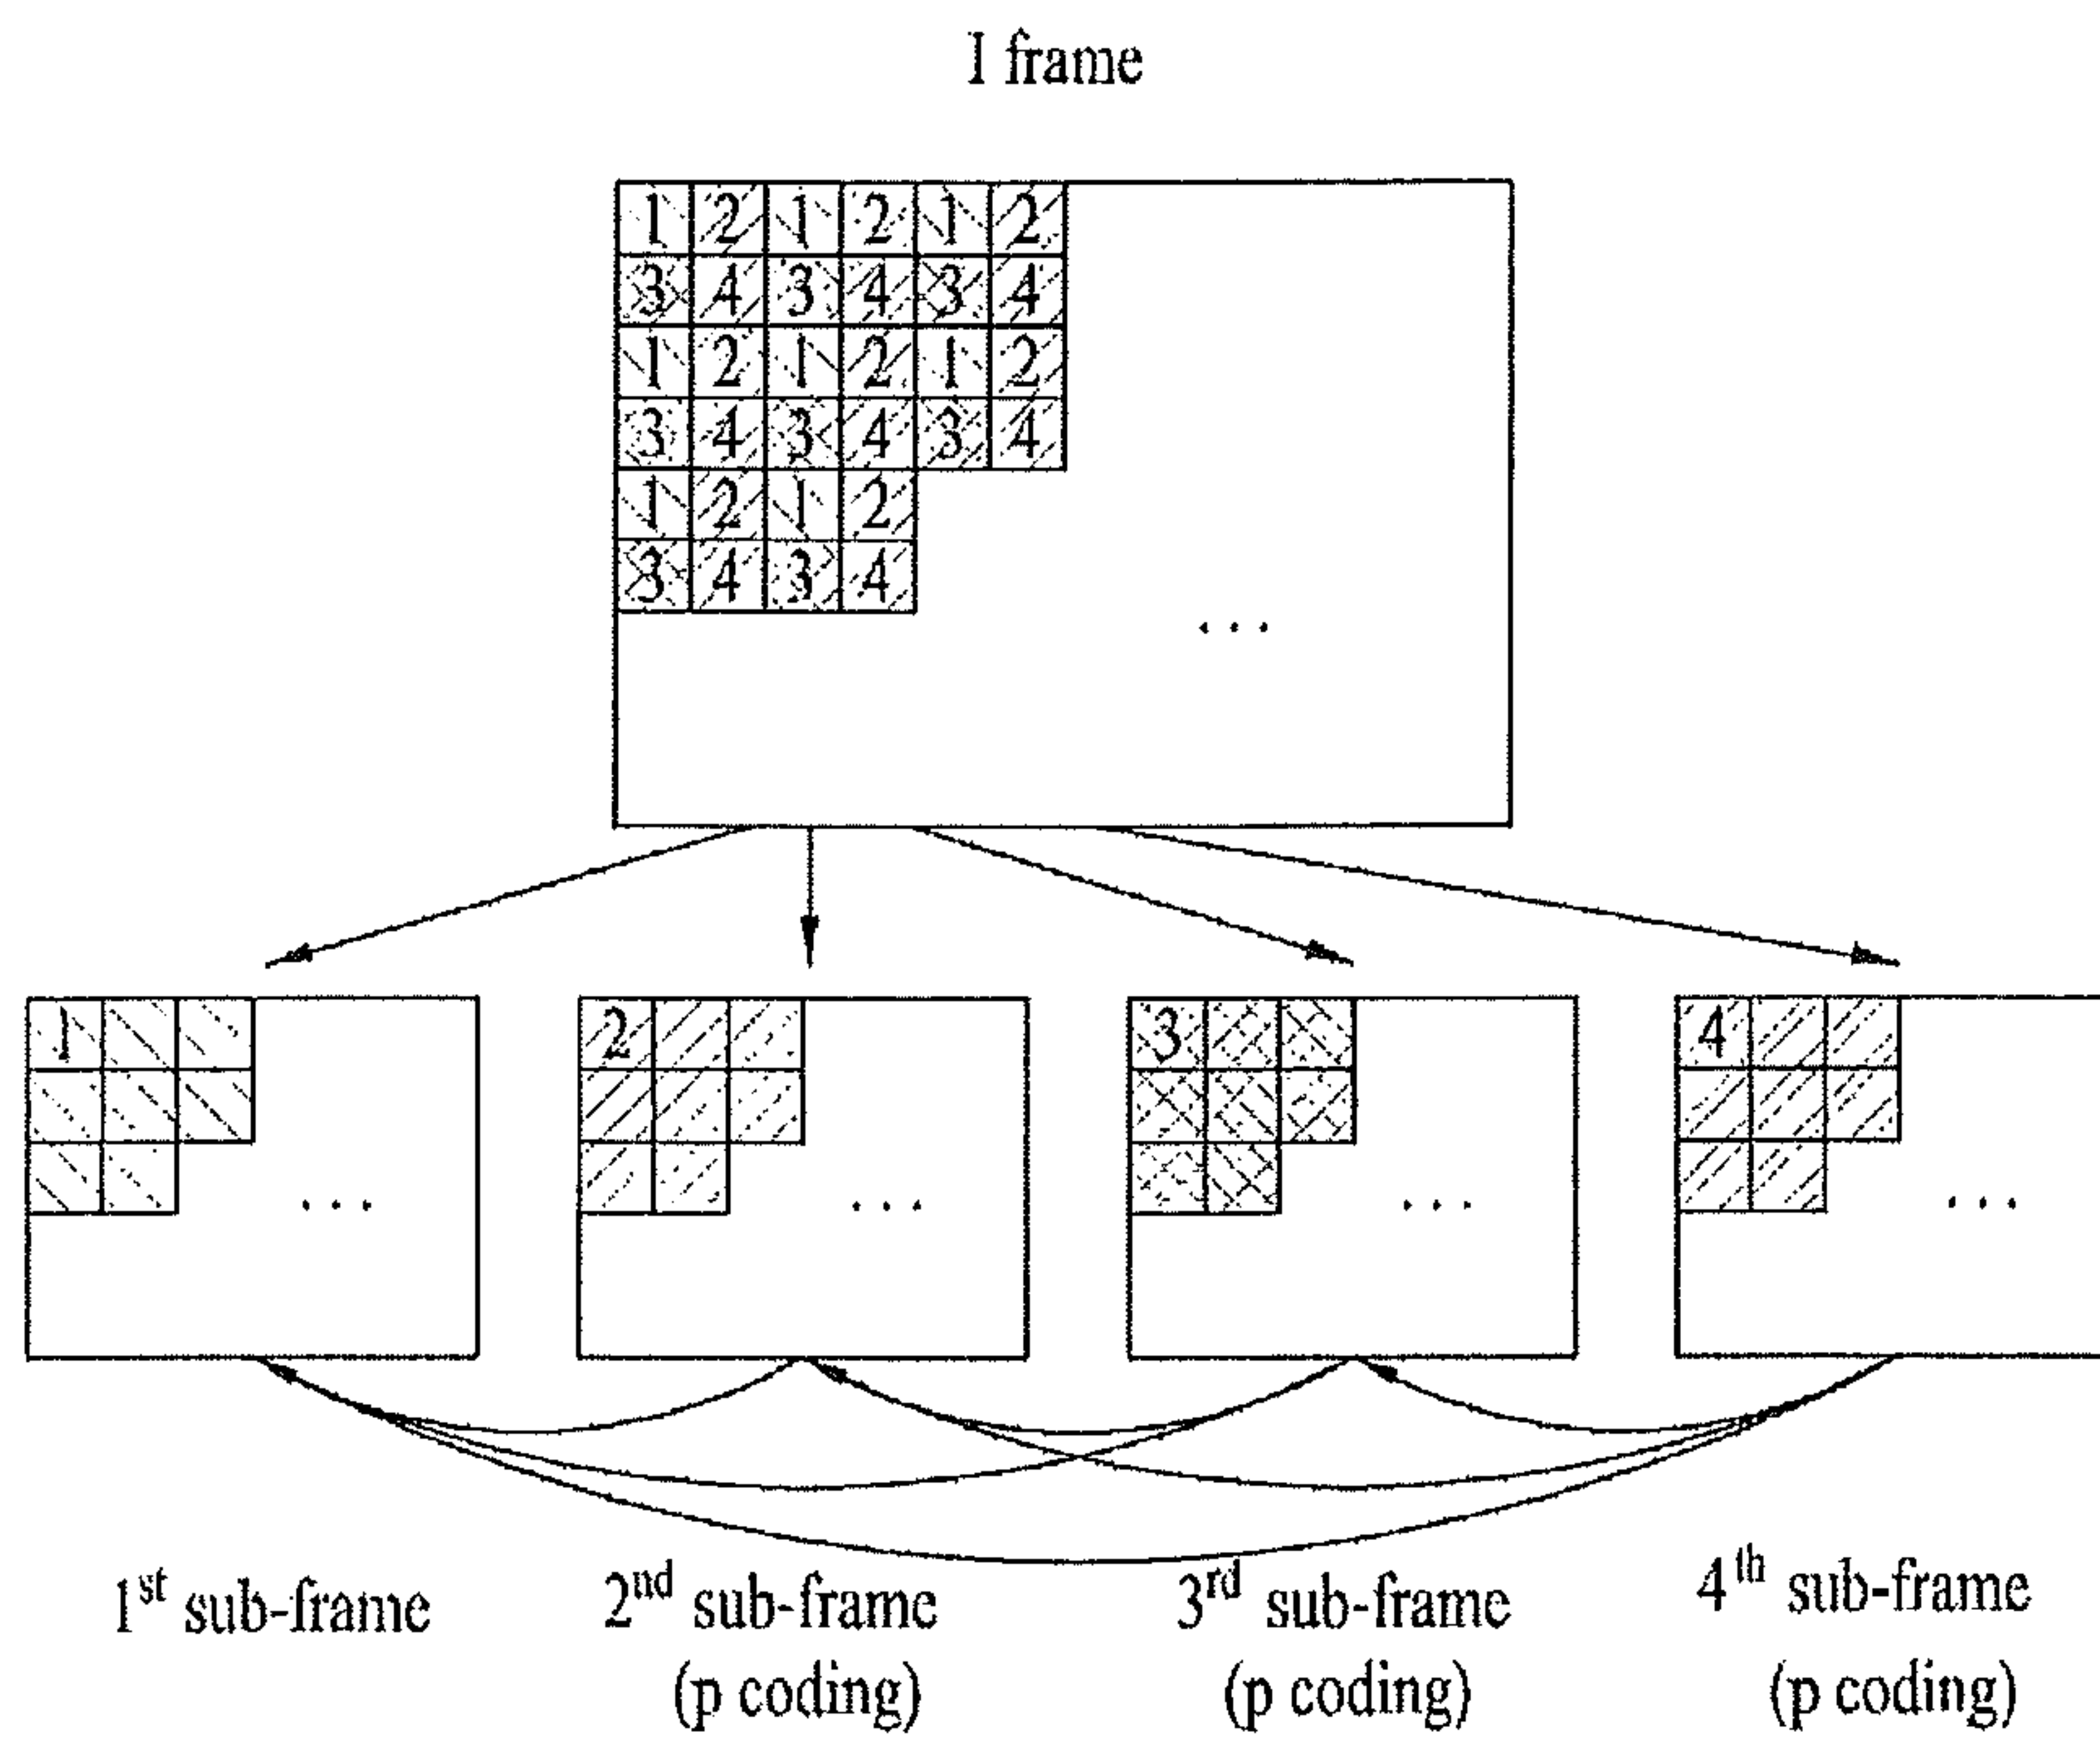 I frame
1 2 1 2 1 2
3 4 3 4 3 4
1 2 1 2 1 2
3 4 3 4 3 4
1 2 1 2
3 4 3 4
...
1 2 3 4
... ... ... ...
1st sub-frame 2nd sub-frame 3rd sub-frame 4th sub-frame
(p coding) (p coding) (p coding)